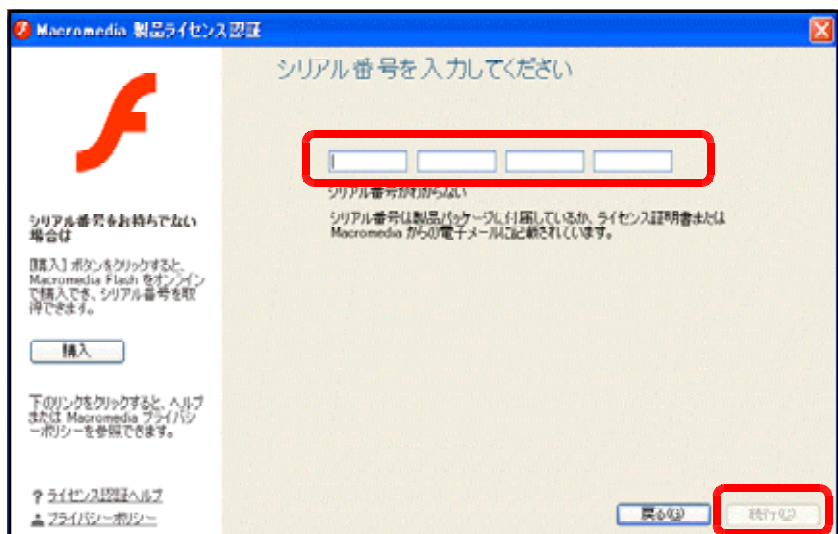 Macromedia 製品ライセンス認証
シリアル番号を入力してください
シリアル番号がわからない
シリアル番号は製品パッケージに付属しているか、ライセンス証明書または
Macromedia からの電子メールに記載されています。
シリアル番号をお持ちでない
場合は
[購入] ボタンをクリックすると、
Macromedia Flash をオンライン
で購入でき、シリアル番号を取
得できます。
購入
下のリンクをクリックすると、ヘルプ
または Macromedia プライバシ
ーポリシーを参照できます。
? ライセンス認証ヘルプ
プライバシーポリシー
戻る(G)
続行(C)